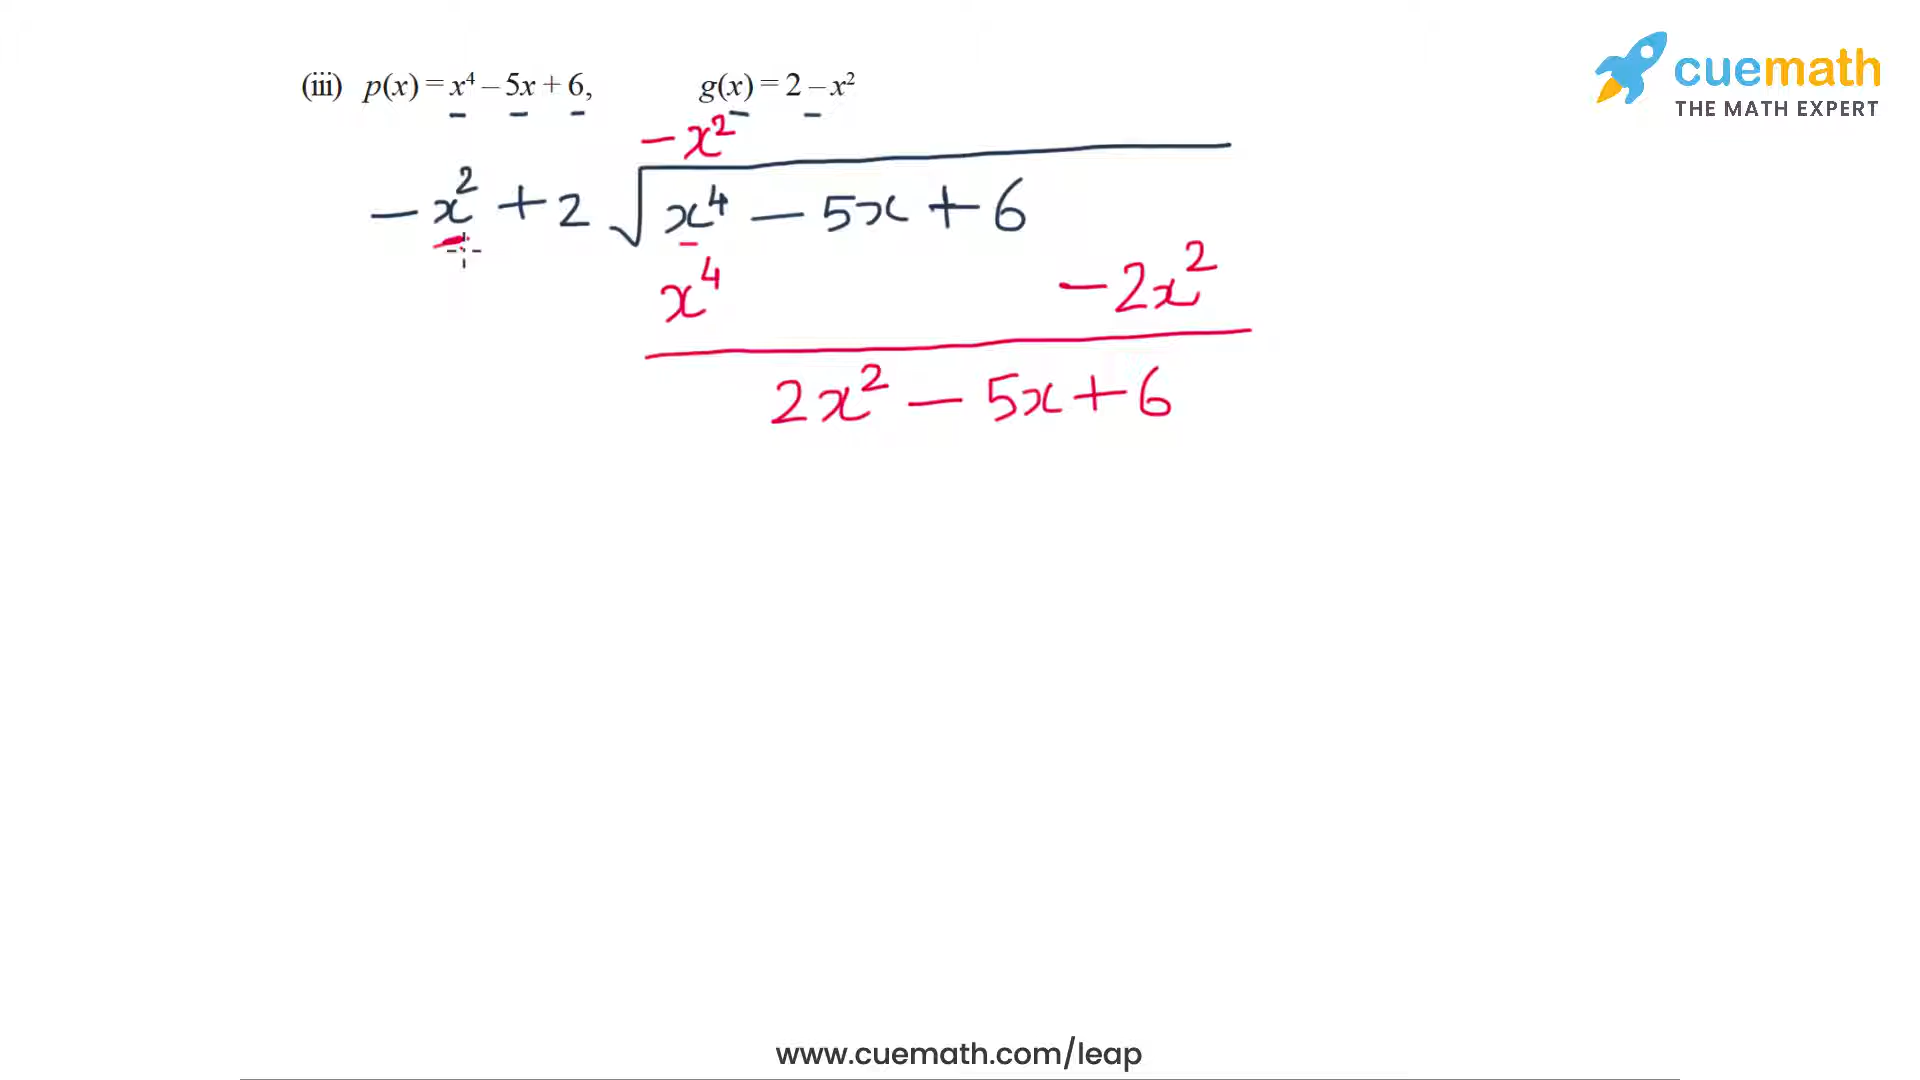 cuemath
THE MATH EXPERT
(iii) p(x) = x⁴ – 5x + 6, g(x) = 2 – x²
– x²
– x² + 2 √ x⁴ – 5x + 6
x⁴ – 2x²
2x² – 5x + 6
www.cuemath.com/leap